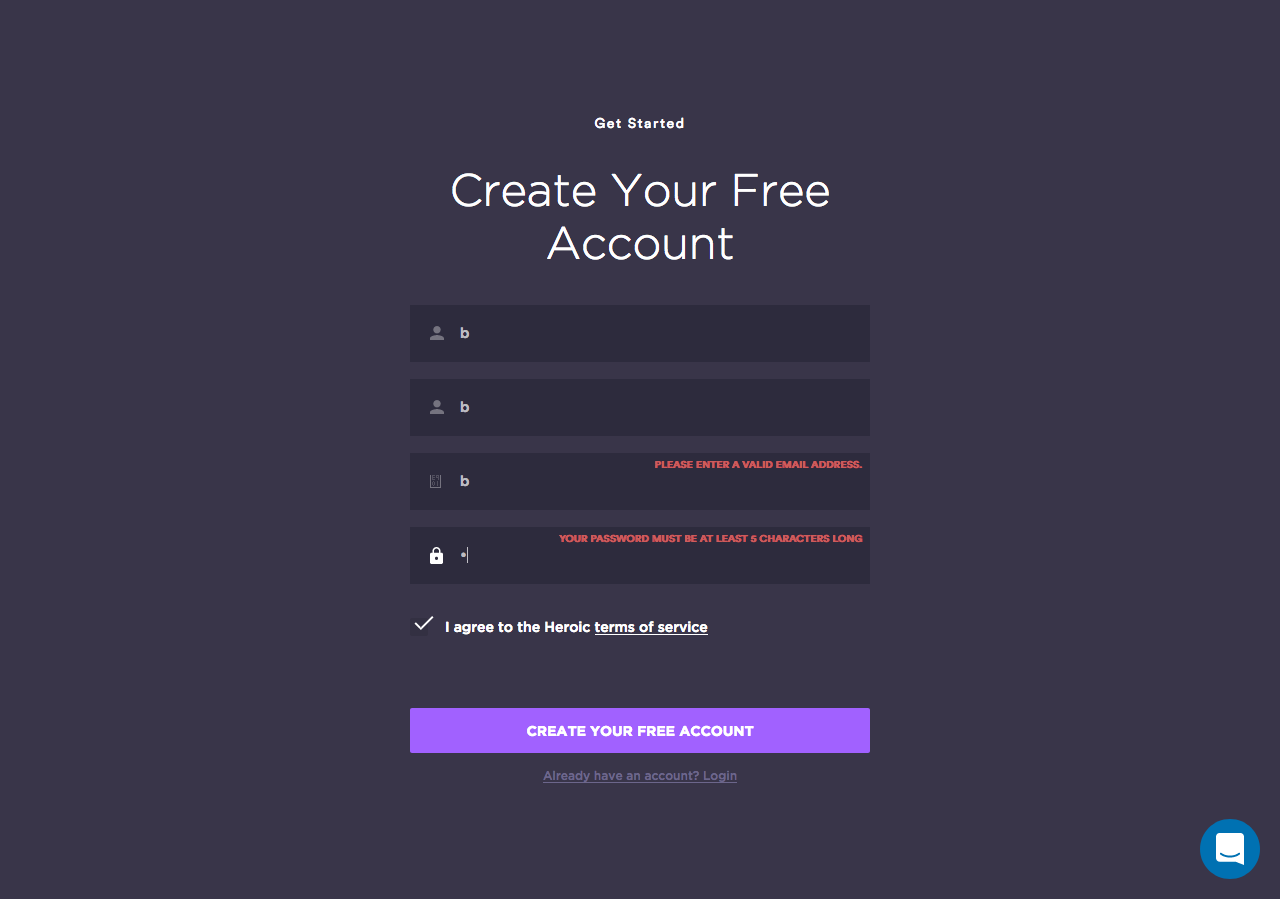 Get Started
Create Your Free
Account
b
b
PLEASE ENTER A VALID EMAIL ADDRESS.
b
YOUR PASSWORD MUST BE AT LEAST 5 CHARACTERS LONG
•
I agree to the Heroic terms of service
CREATE YOUR FREE ACCOUNT
Already have an account? Login